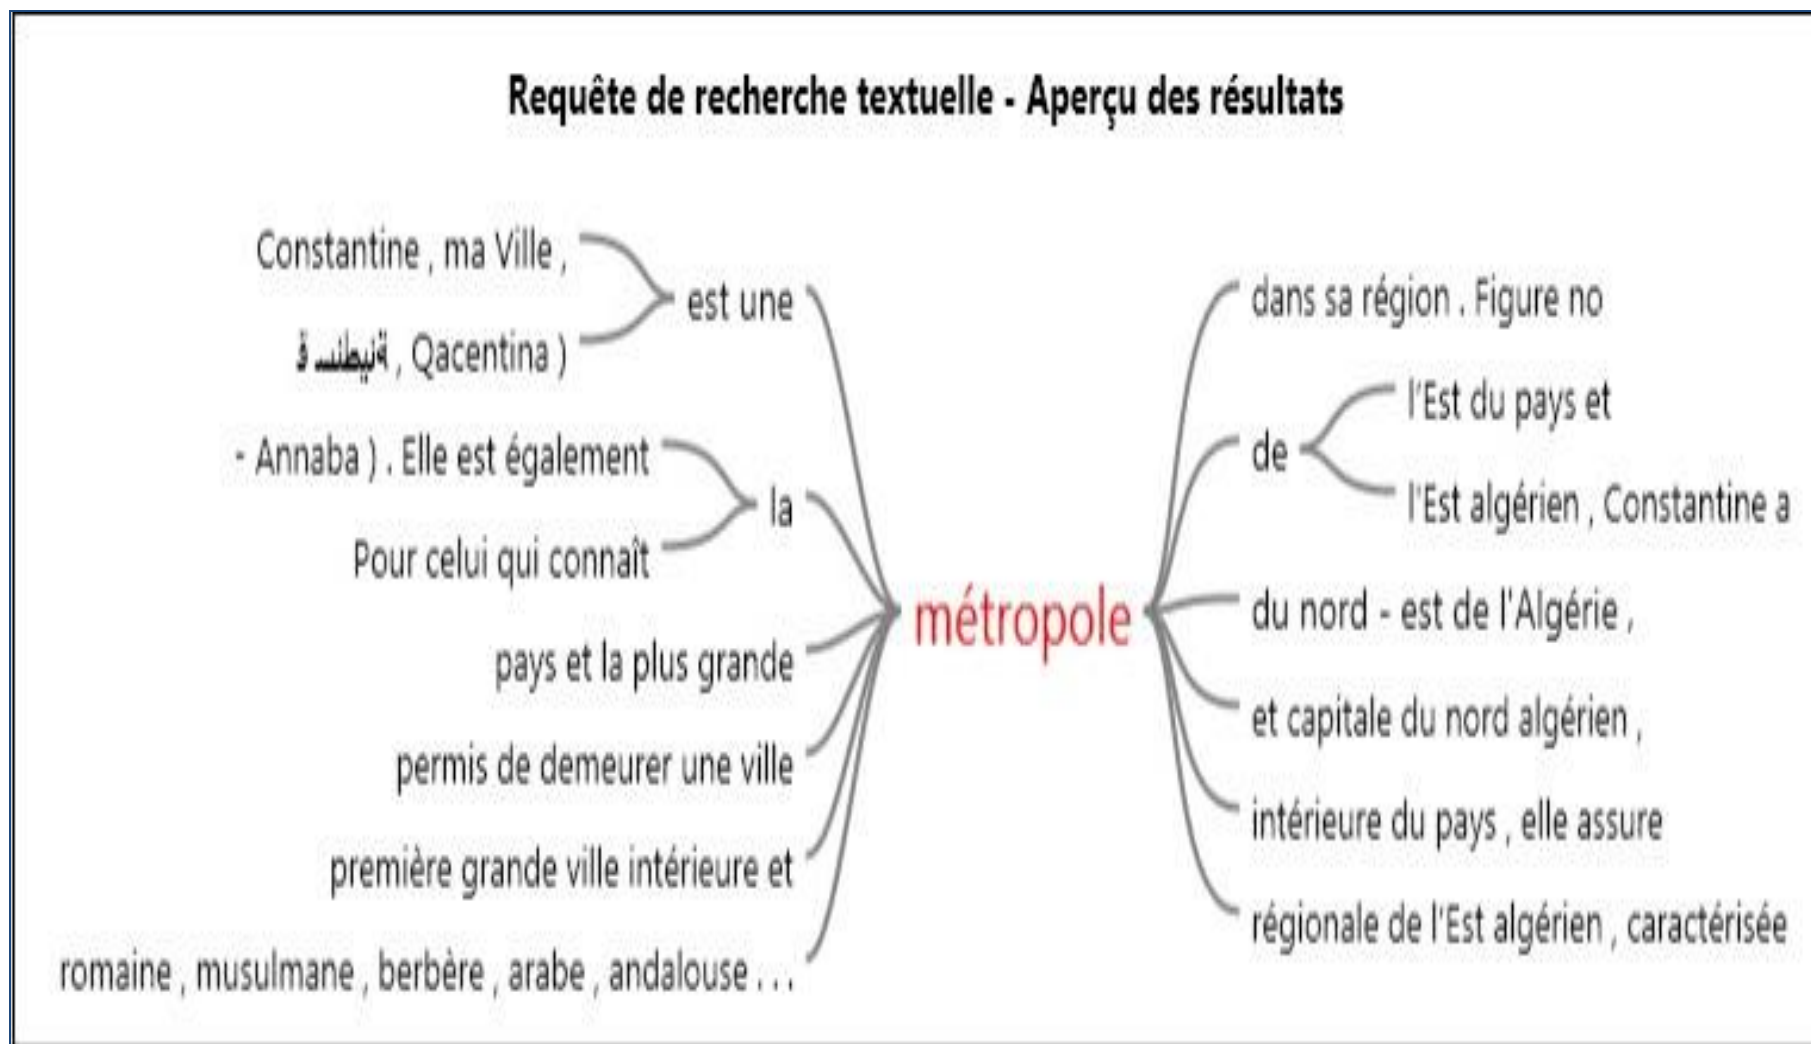 Requête de recherche textuelle - Aperçu des résultats
Constantine , ma Ville ,
ةنيطنسـ ق , Qacentina )
est une
- Annaba ) . Elle est également
Pour celui qui connaît
la
pays et la plus grande
permis de demeurer une ville
première grande ville intérieure et
romaine , musulmane , berbère , arabe , andalouse . . .
métropole
dans sa région . Figure no
de
l'Est du pays et
l'Est algérien , Constantine a
du nord - est de l'Algérie ,
et capitale du nord algérien ,
intérieure du pays , elle assure
régionale de l'Est algérien , caractérisée